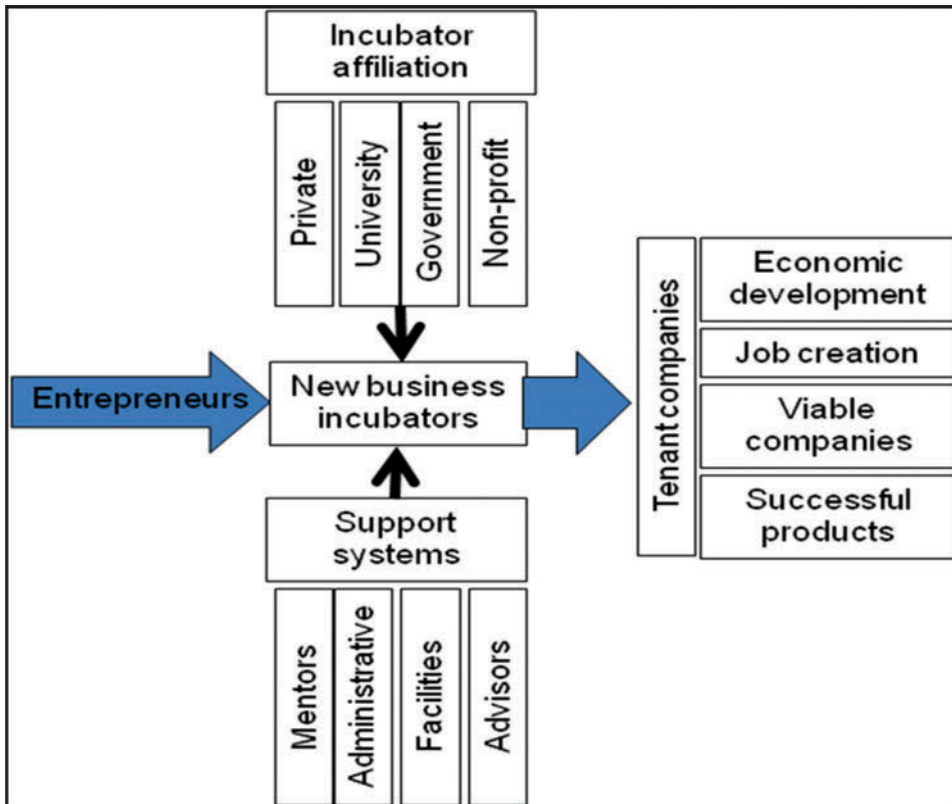 Incubator
affiliation
Private
University
Government
Non-profit
Entrepreneurs
New business
incubators
Support
systems
Mentors
Administrative
Facilities
Advisors
Tenant companies
Economic
development
Job creation
Viable
companies
Successful
products